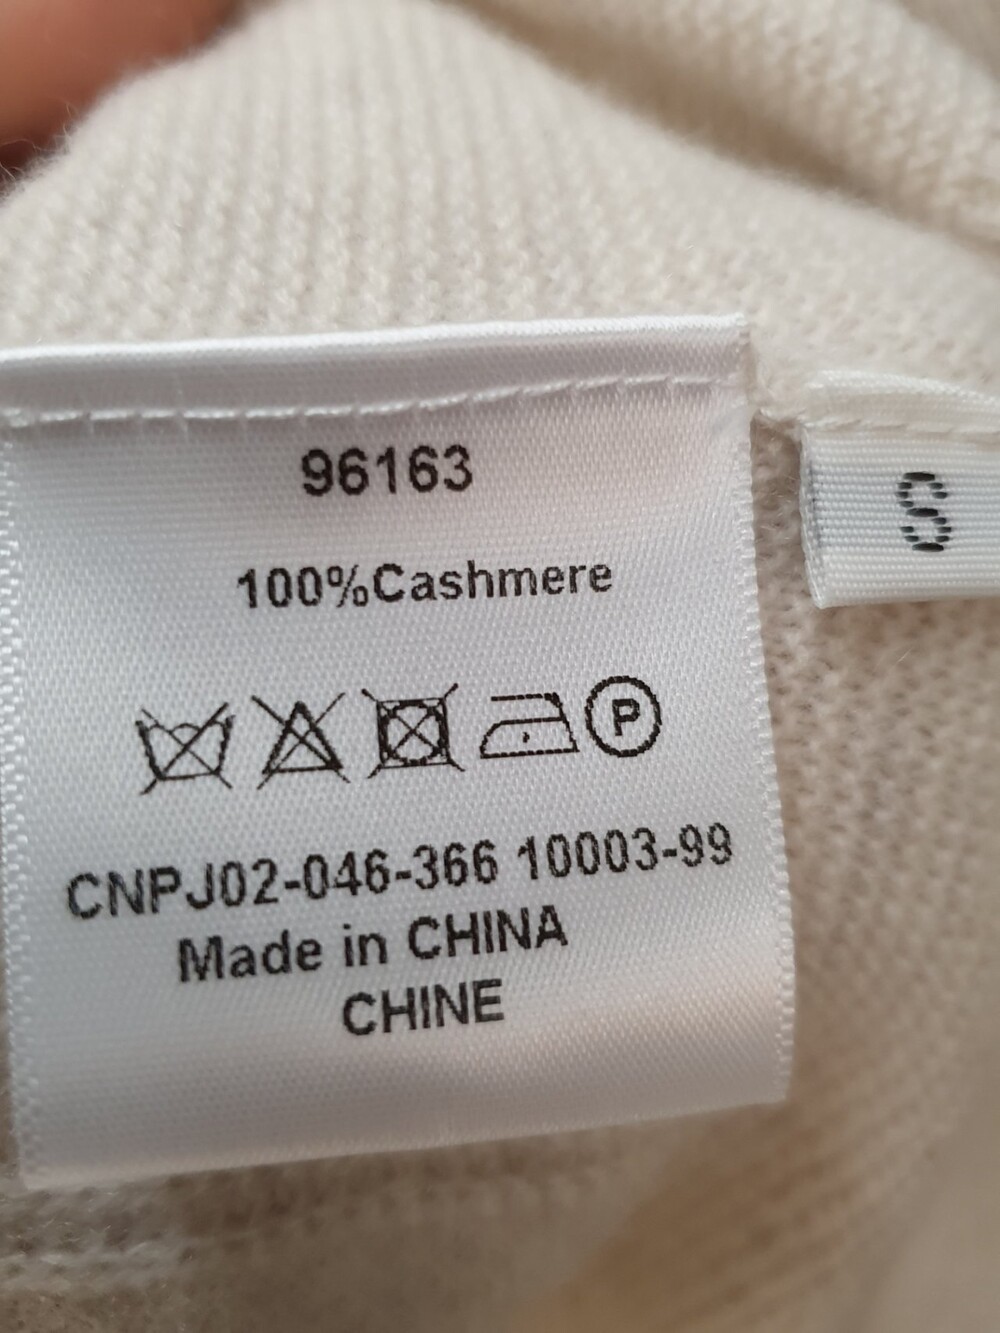 96163
100%Cashmere
P
CNPJ02-046-366 10003-99
Made in CHINA
CHINE
S